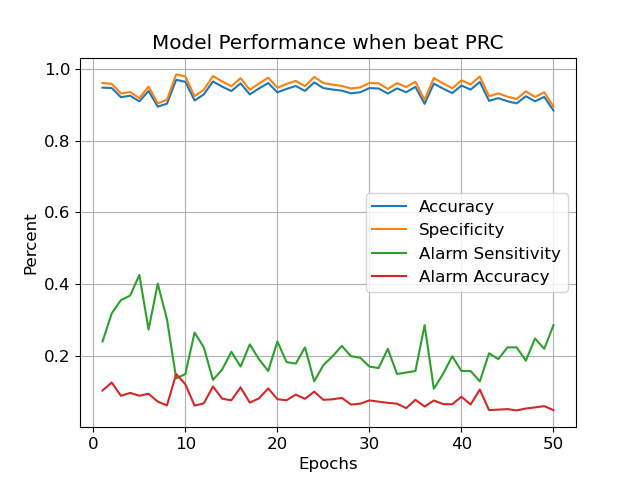 Model Performance when beat PRC
Percent
1.0
0.8
0.6
0.4
0.2
Accuracy
Specificity
Alarm Sensitivity
Alarm Accuracy
0
10
20
30
40
50
Epochs